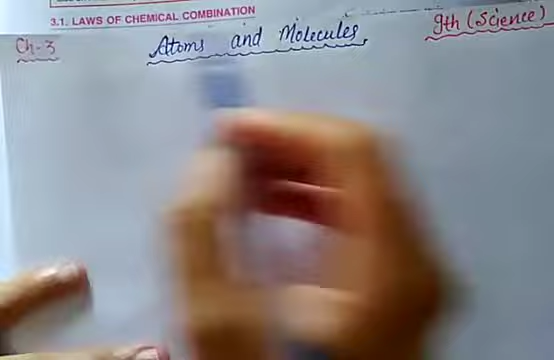 3.1. LAWS OF CHEMICAL COMBINATION
Ch-3 Atoms and Molecules. 9th (Science)